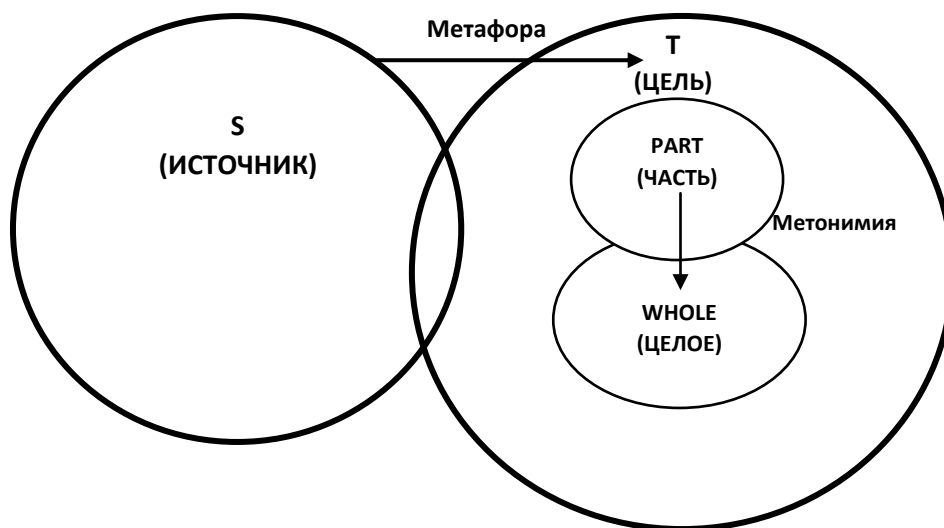 Метафора
T
(ЦЕЛЬ)
S
(ИСТОЧНИК)
PART
(ЧАСТЬ)
Метонимия
WHOLE
(ЦЕЛОЕ)